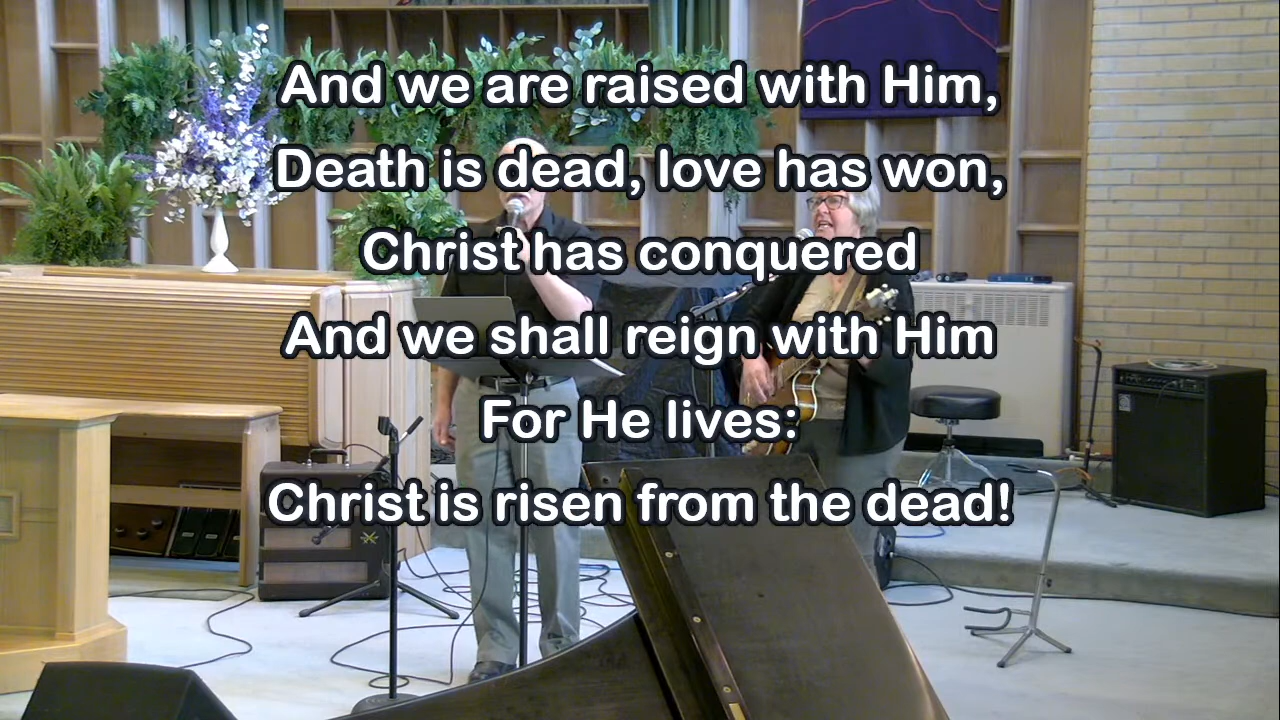 And we are raised with Him,
Death is dead, love has won,
Christ has conquered
And we shall reign with Him
For He lives:
Christ is risen from the dead!